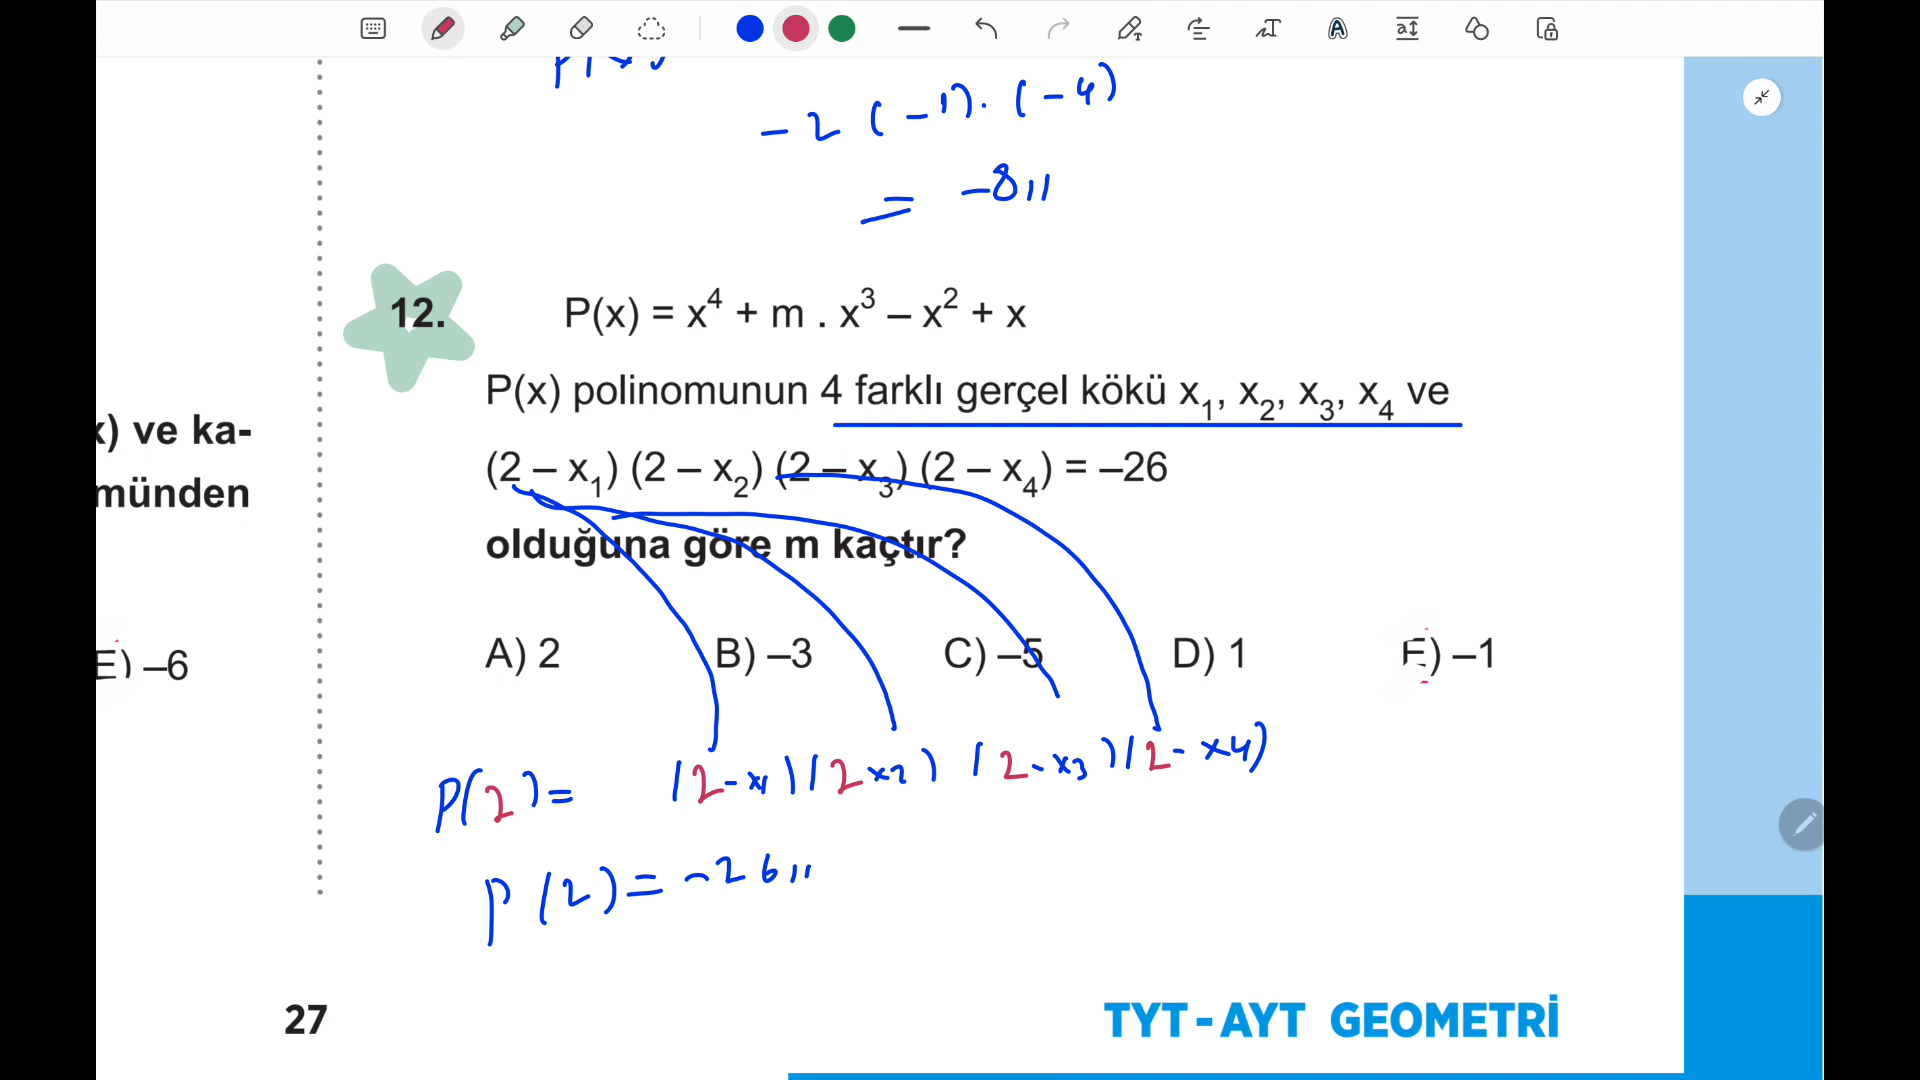 - 2 ( - 1) . ( - 4)
= -8 ıı
x) ve ka-
münden
E) –6
12. P(x) = x⁴ + m . x³ – x² + x
P(x) polinomunun 4 farklı gerçel kökü x₁, x₂, x₃, x₄ ve
(2 – x₁) (2 – x₂) (2 – x₃) (2 – x₄) = –26
olduğuna göre m kaçtır?
A) 2 B) –3 C) –5 D) 1 E) –1
P(2) = (2-x1)(2 x2) (2-x3)(2- x4)
P(2) = -26 ıı
27
TYT - AYT GEOMETRİ